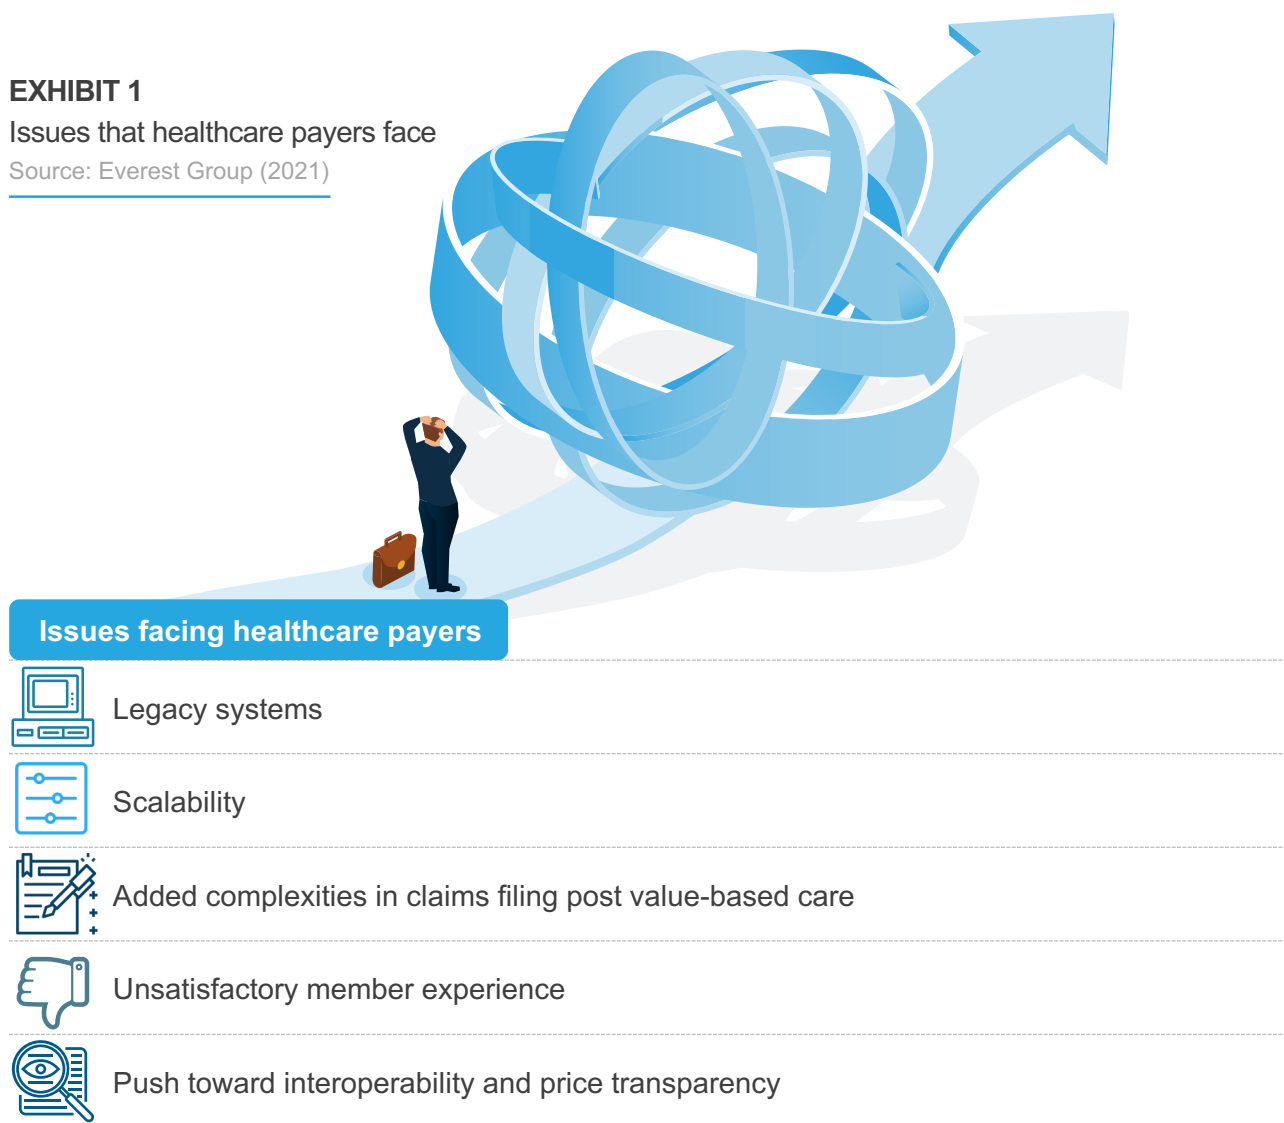 EXHIBIT 1
Issues that healthcare payers face
Source: Everest Group (2021)
Issues facing healthcare payers
Legacy systems
Scalability
Added complexities in claims filing post value-based care
Unsatisfactory member experience
Push toward interoperability and price transparency